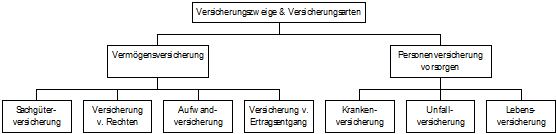 Versicherungszweige & Versicherungsarten
Vermögensversicherung
Personenversicherung
vorsorgen
Sachgüter-
versicherung
Versicherung
v. Rechten
Aufwand-
versicherung
Versicherung v.
Ertragsentgang
Kranken-
versicherung
Unfall-
versicherung
Lebens-
versicherung